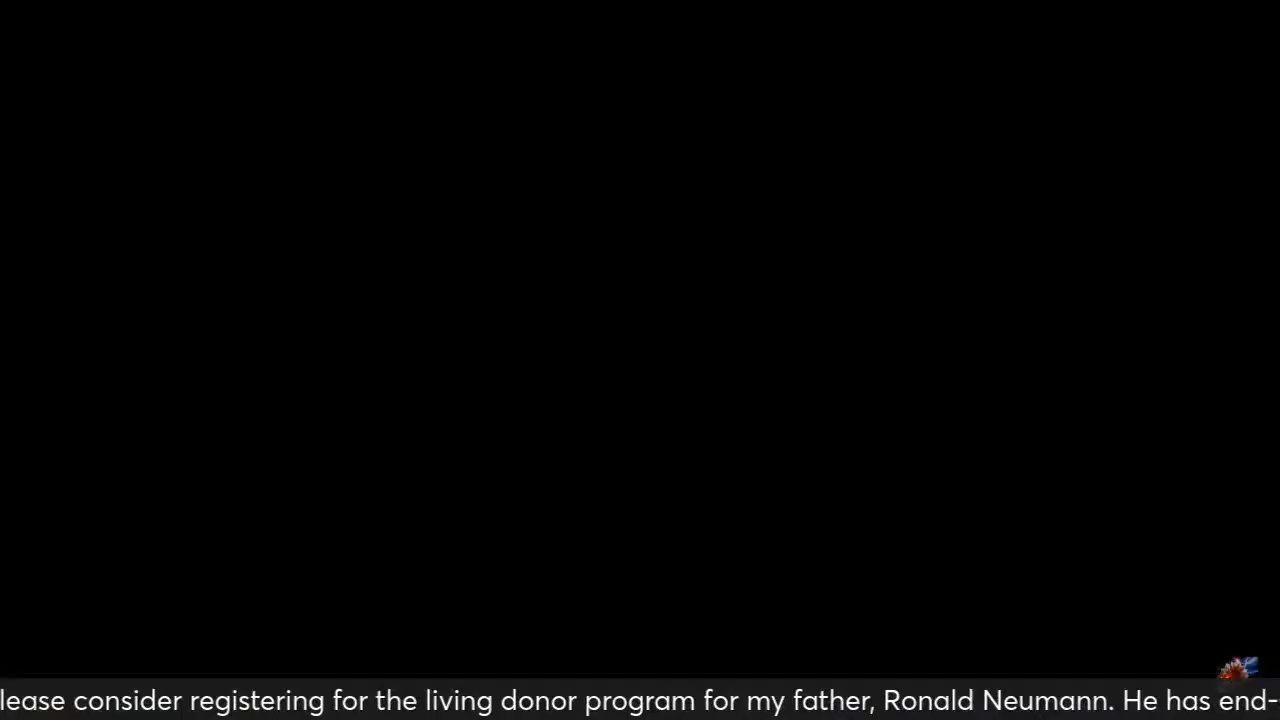 lease consider registering for the living donor program for my father, Ronald Neumann. He has end-